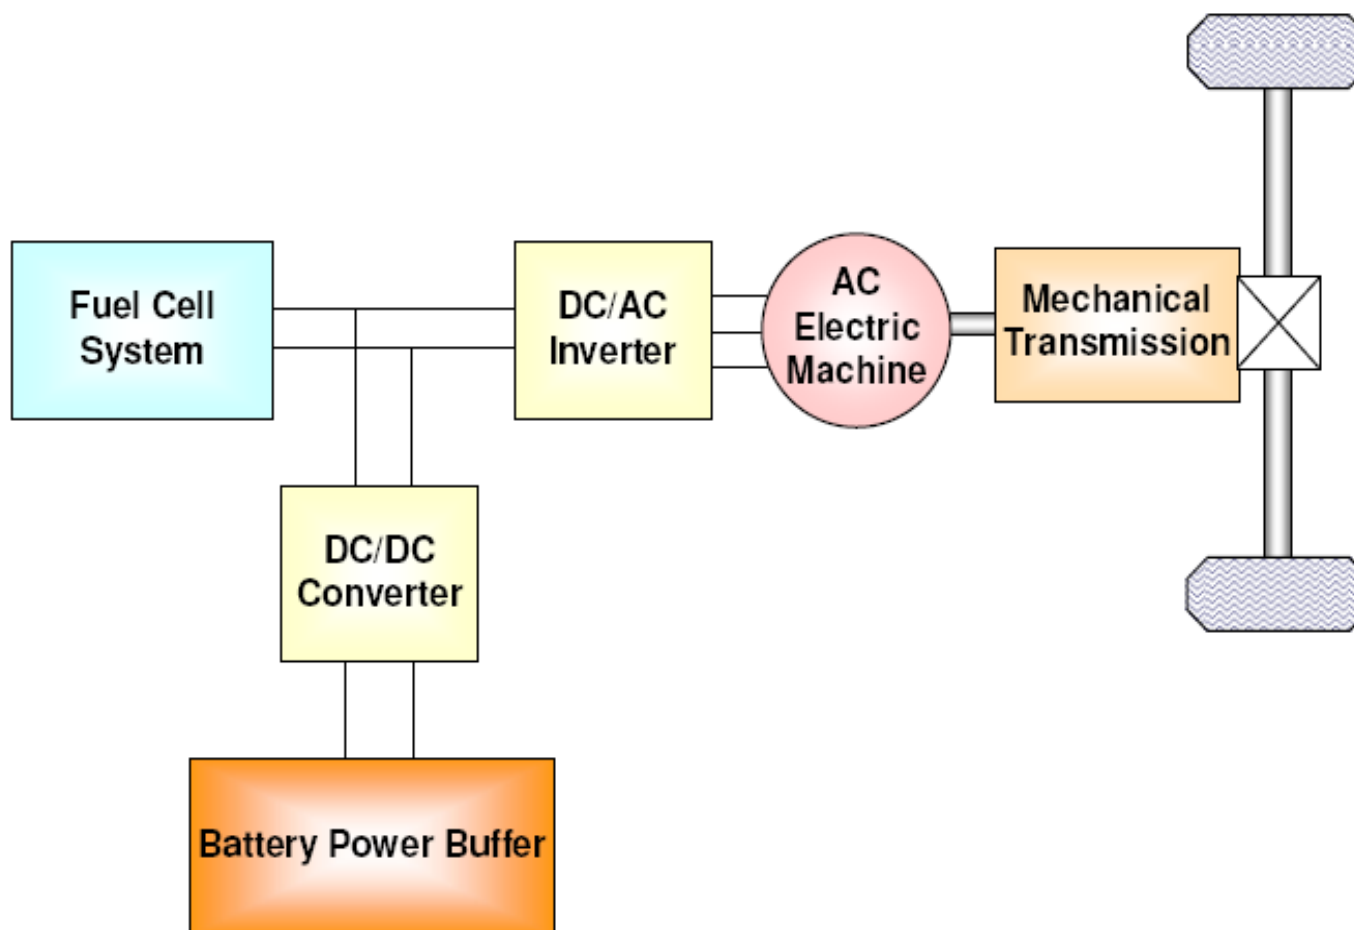 Fuel Cell
System
DC/AC
Inverter
AC
Electric
Machine
Mechanical
Transmission
DC/DC
Converter
Battery Power Buffer